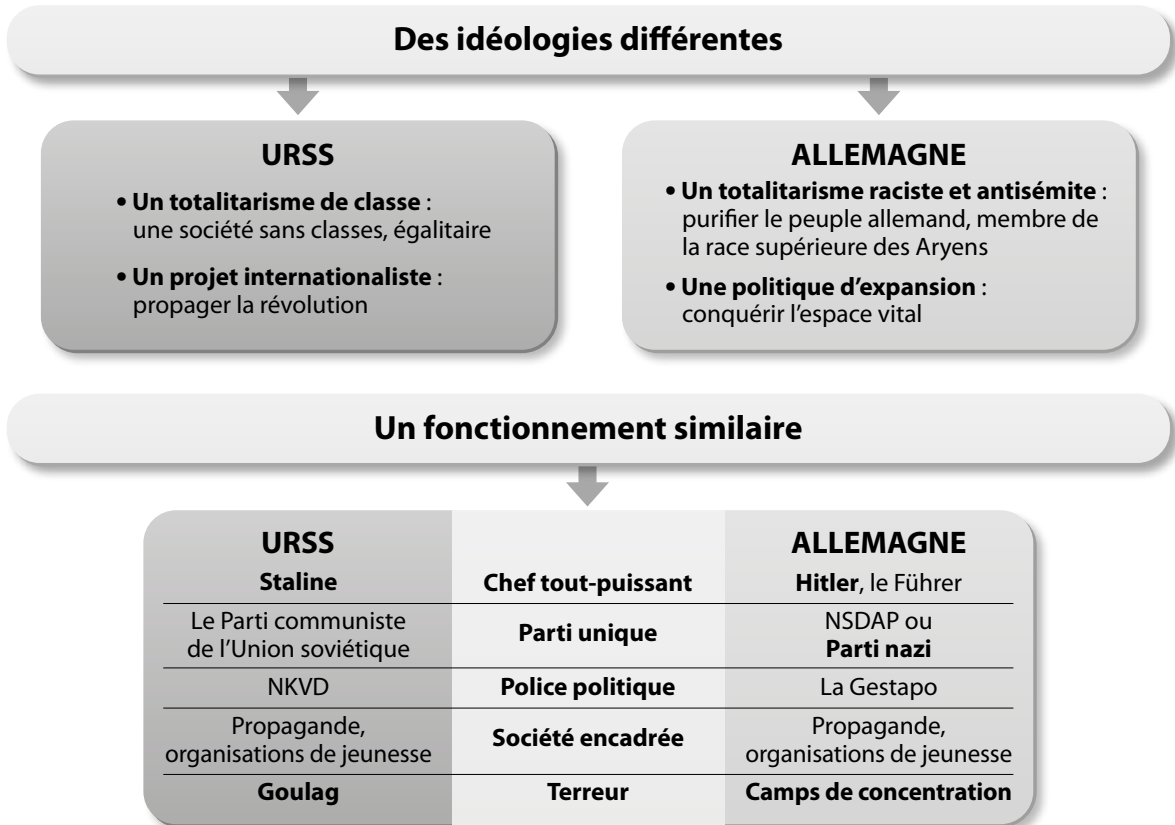 Des idéologies différentes
URSS
• Un totalitarisme de classe :
une société sans classes, égalitaire
• Un projet internationaliste :
propager la révolution
ALLEMAGNE
• Un totalitarisme raciste et antisémite :
purifier le peuple allemand, membre de
la race supérieure des Aryens
• Une politique d’expansion :
conquérir l’espace vital
Un fonctionnement similaire
URSS ALLEMAGNE
Staline Chef tout-puissant Hitler, le Führer
Le Parti communiste
de l’Union soviétique
Parti unique
NSDAP ou
Parti nazi
NKVD Police politique La Gestapo
Propagande,
organisations de jeunesse
Société encadrée
Propagande,
organisations de jeunesse
Goulag Terreur Camps de concentration